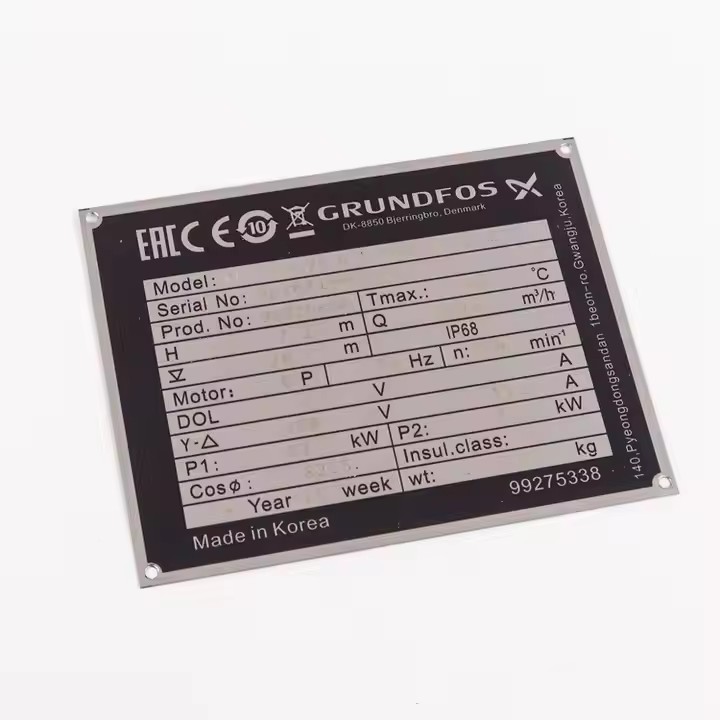 EAC CE 10 GRUNDFOS
DK-8850 Bjerringbro, Denmark
Model:
Serial No:
Prod. No: Tmax.: °C
H m Q m³/h
m IP68
Motor: P Hz n: min⁻¹
DOL V A
Y-△ V A
P1: kW P2: kW
Cos φ: Insul.class:
Year week wt: kg
Made in Korea 99275338
140,Pyeongdongsandan 1beon-ro,Gwangju,Korea